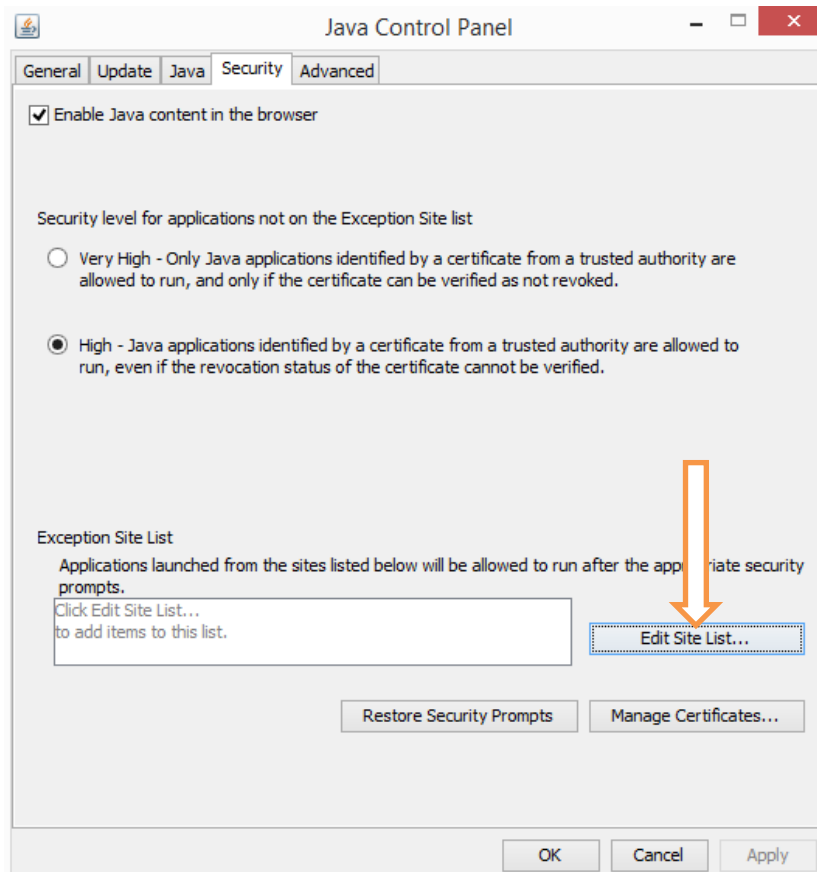 Java Control Panel
General Update Java Security Advanced
Enable Java content in the browser
Security level for applications not on the Exception Site list
Very High - Only Java applications identified by a certificate from a trusted authority are
allowed to run, and only if the certificate can be verified as not revoked.
High - Java applications identified by a certificate from a trusted authority are allowed to
run, even if the revocation status of the certificate cannot be verified.
Exception Site List
Applications launched from the sites listed below will be allowed to run after the security
prompts.
Click Edit Site List...
to add items to this list.
Edit Site List...
Restore Security Prompts Manage Certificates...
OK Cancel Apply